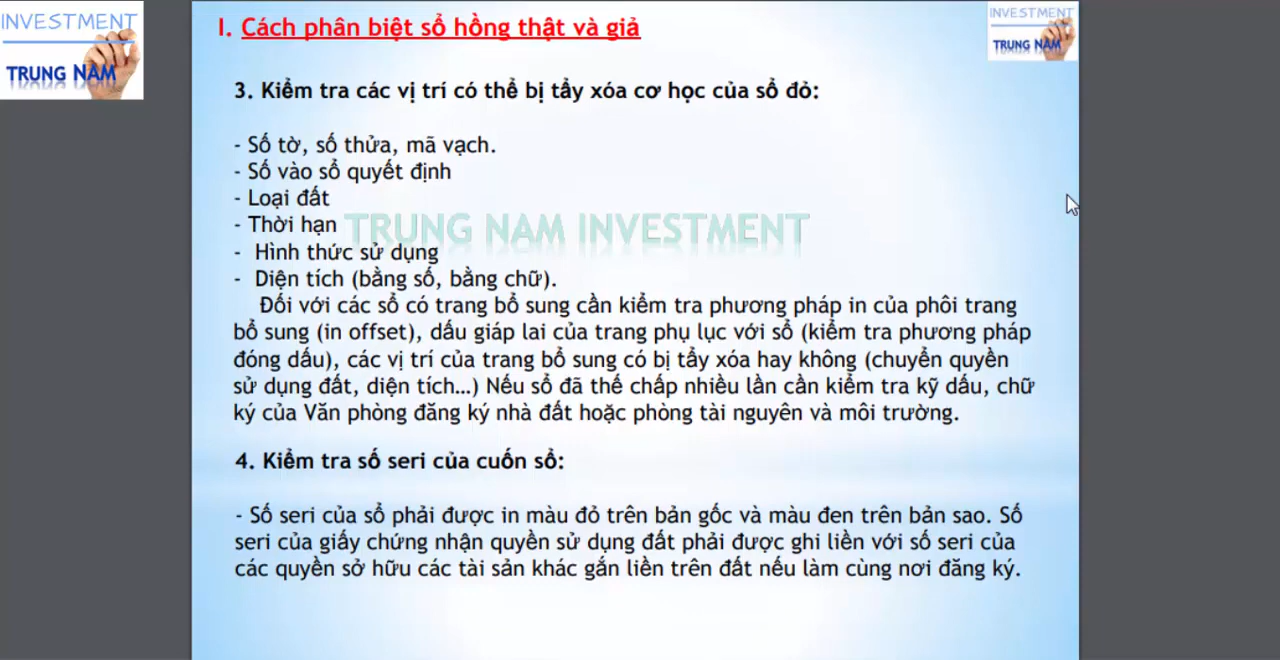 INVESTMENT
TRUNG NAM
INVESTMENT
TRUNG NAM
I. Cách phân biệt sổ hồng thật và giả
3. Kiểm tra các vị trí có thể bị tẩy xóa cơ học của sổ đỏ:
- Số tờ, số thửa, mã vạch.
- Số vào sổ quyết định
- Loại đất
- Thời hạn
TRUNG NAM INVESTMENT
- Hình thức sử dụng
- Diện tích (bằng số, bằng chữ).
Đối với các sổ có trang bổ sung cần kiểm tra phương pháp in của phôi trang
bổ sung (in offset), dấu giáp lai của trang phụ lục với sổ (kiểm tra phương pháp
đóng dấu), các vị trí của trang bổ sung có bị tẩy xóa hay không (chuyển quyền
sử dụng đất, diện tích…) Nếu sổ đã thế chấp nhiều lần cần kiểm tra kỹ dấu, chữ
ký của Văn phòng đăng ký nhà đất hoặc phòng tài nguyên và môi trường.
4. Kiểm tra số seri của cuốn sổ:
- Số seri của sổ phải được in màu đỏ trên bản gốc và màu đen trên bản sao. Số
seri của giấy chứng nhận quyền sử dụng đất phải được ghi liền với số seri của
các quyền sở hữu các tài sản khác gắn liền trên đất nếu làm cùng nơi đăng ký.